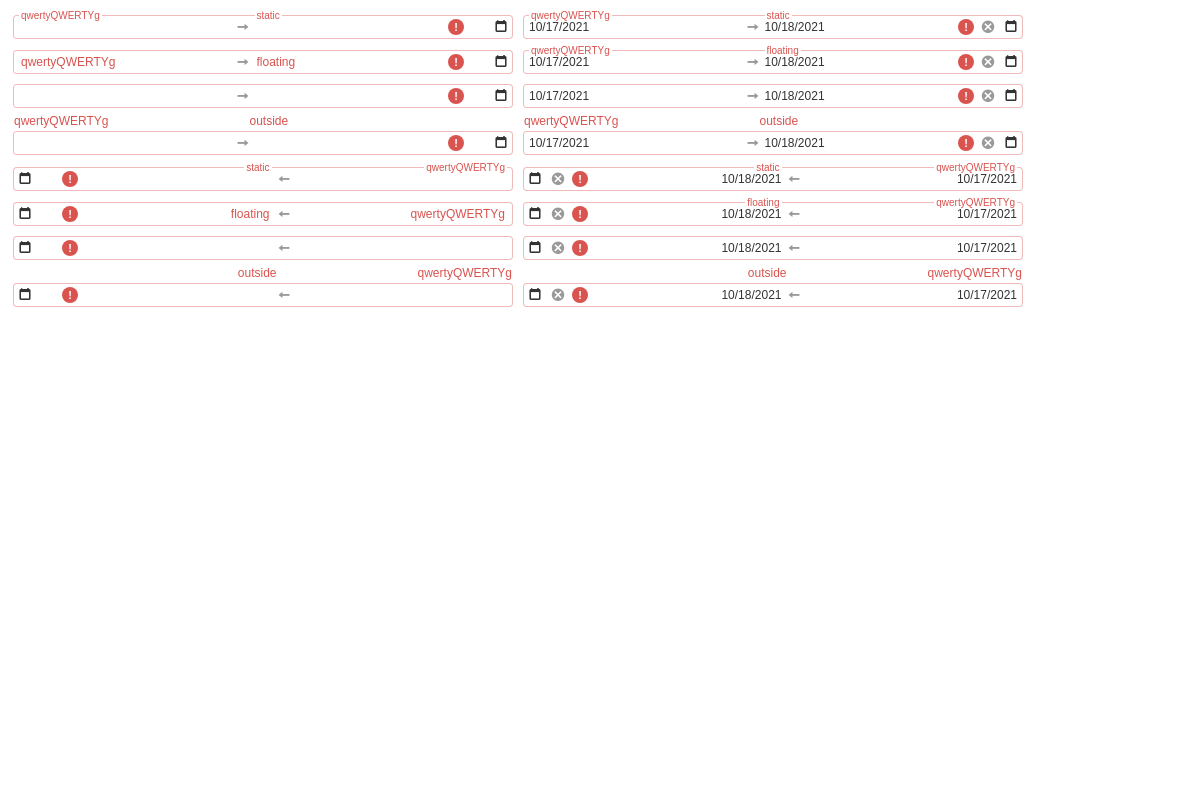 qwertyQWERTYg static qwertyQWERTYg static
! 10/17/2021 10/18/2021 !
qwertyQWERTYg floating
qwertyQWERTYg floating ! 10/17/2021 10/18/2021 !
! 10/17/2021 10/18/2021 !
qwertyQWERTYg outside qwertyQWERTYg outside
! 10/17/2021 10/18/2021 !
static qwertyQWERTYg static qwertyQWERTYg
! ! 10/18/2021 10/17/2021
floating qwertyQWERTYg
! floating qwertyQWERTYg ! 10/18/2021 10/17/2021
! ! 10/18/2021 10/17/2021
outside qwertyQWERTYg outside qwertyQWERTYg
! ! 10/18/2021 10/17/2021